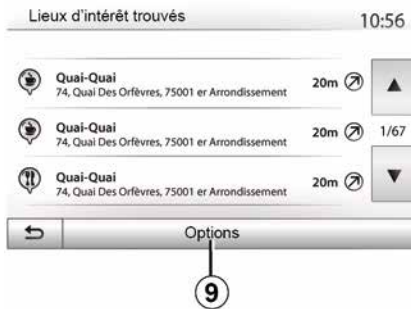 Lieux d'intérêt trouvés 10:56
Quai-Quai
74, Quai Des Orfèvres, 75001 er Arrondissement 20m
Quai-Quai
74, Quai Des Orfèvres, 75001 er Arrondissement 20m
1/67
Quai-Quai
74, Quai Des Orfèvres, 75001 er Arrondissement 20m
Options
9